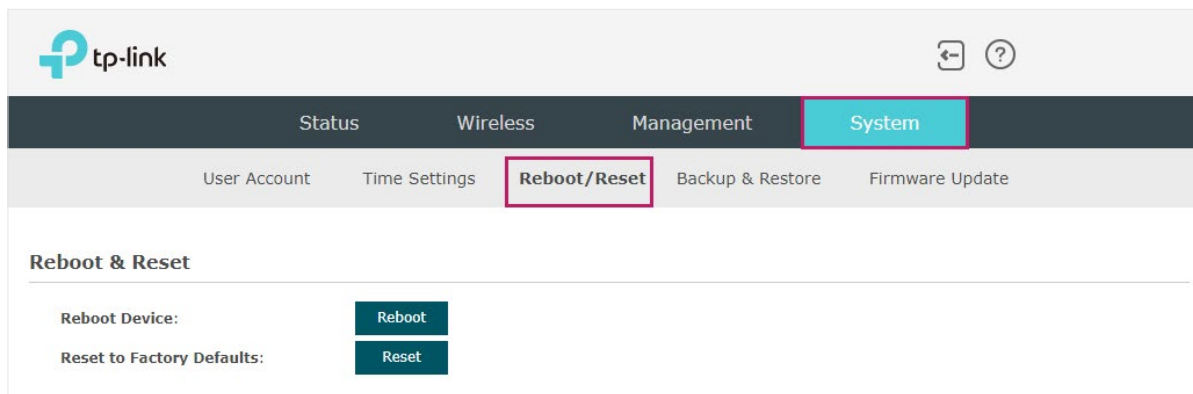 tp-link
?
Status Wireless Management System
User Account Time Settings Reboot/Reset Backup & Restore Firmware Update
Reboot & Reset
Reboot Device: Reboot
Reset to Factory Defaults: Reset